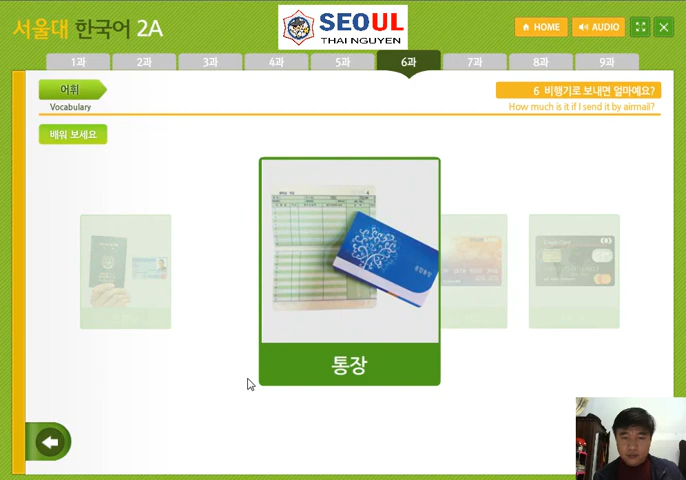 서울대 한국어 2A
SEOUL
THAI NGUYEN
HOME
AUDIO
1과
2과
3과
4과
5과
6과
7과
8과
9과
어휘
Vocabulary
6 비행기로 보내면 얼마예요?
How much is it if I send it by airmail?
배워 보세요
통장